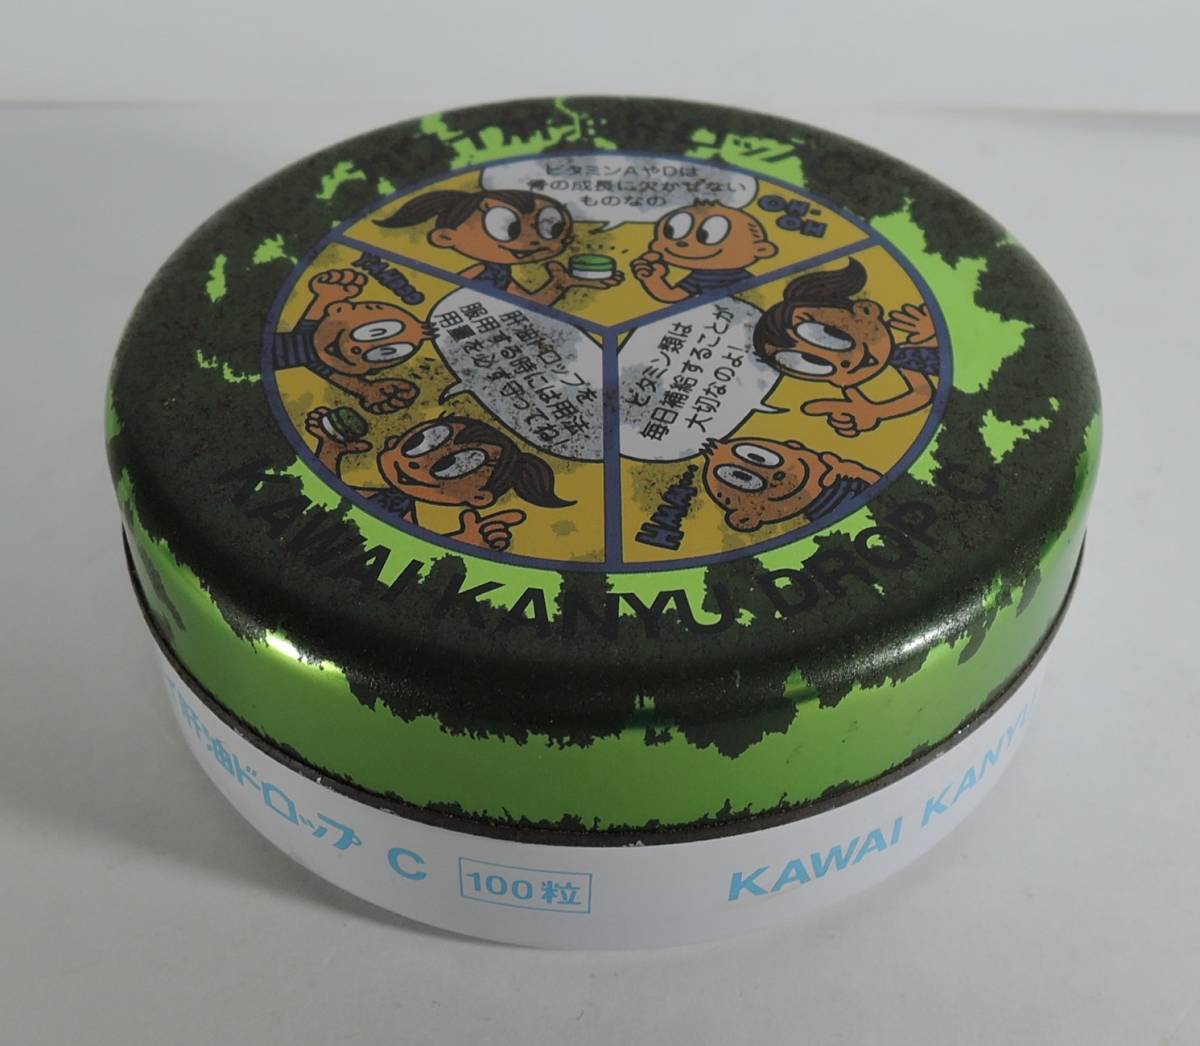 ビタミンAやDは
骨の成長に欠かせない
ものなの
OH-
OH
ビタミン類は
毎日補給することが
大切なのよ!
肝油ドロップを
服用する時には用法
用量を必ず守ってね!
KAWAI KANYU DROP C
肝油ドロップ C
100粒
KAWAI KANYU